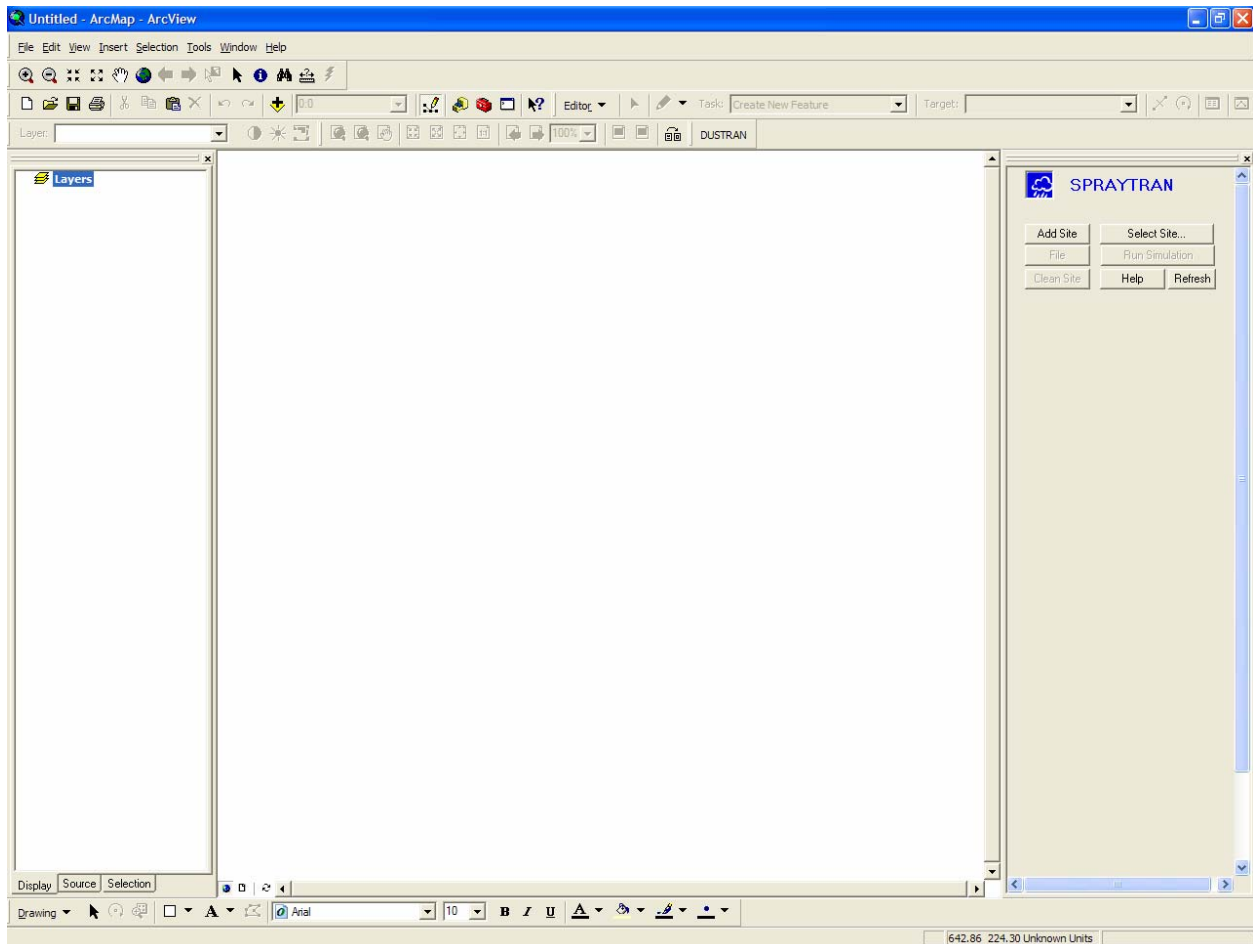 Untitled - ArcMap - ArcView
File Edit View Insert Selection Tools Window Help
0:0 Editor Task: Create New Feature Target:
Layer: 100% DUSTRAN
Layers
SPRAYTRAN
Add Site Select Site...
File Run Simulation
Clean Site Help Refresh
Display Source Selection
Drawing A Arial 10 B I U A
642.86 224.30 Unknown Units